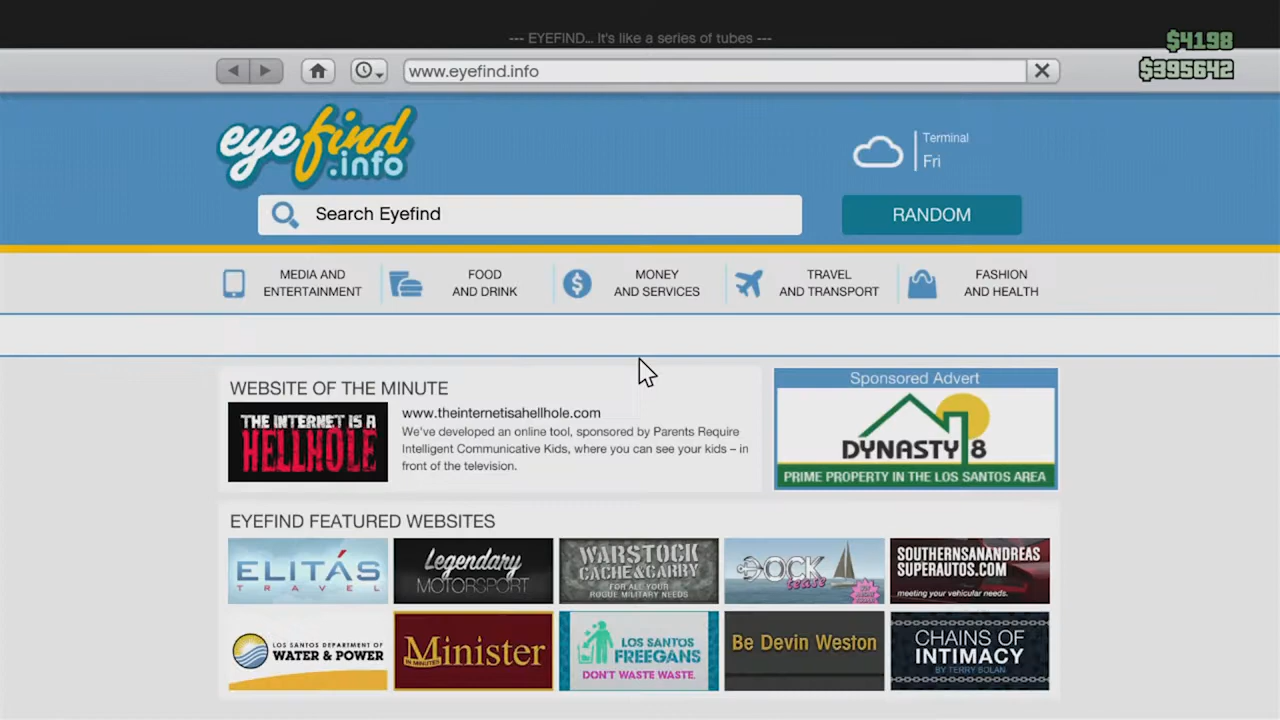 --- EYEFIND... It's like a series of tubes ---
$4198
$395642
www.eyefind.info
eyefind
.info
Terminal
Fri
Search Eyefind
RANDOM
MEDIA AND
ENTERTAINMENT
FOOD
AND DRINK
MONEY
AND SERVICES
TRAVEL
AND TRANSPORT
FASHION
AND HEALTH
WEBSITE OF THE MINUTE
THE INTERNET IS A
HELLHOLE
www.theinternetisahellhole.com
We've developed an online tool, sponsored by Parents Require
Intelligent Communicative Kids, where you can see your kids – in
front of the television.
Sponsored Advert
DYNASTY 8
PRIME PROPERTY IN THE LOS SANTOS AREA
EYEFIND FEATURED WEBSITES
ELITÁS
TRAVEL
Legendary
MOTORSPORT
WARSTOCK
CACHE & CARRY
FOR ALL YOUR
ROGUE MILITARY NEEDS
DOCK
tease
SOUTHERNSANANDREAS
SUPERAUTOS.COM
meeting your vehicular needs.
LOS SANTOS DEPARTMENT OF
WATER & POWER
Minister
IN MINUTES
LOS SANTOS
FREEGANS
DON'T WASTE WASTE.
Be Devin Weston
CHAINS OF
INTIMACY
BY TERRY BOLAN